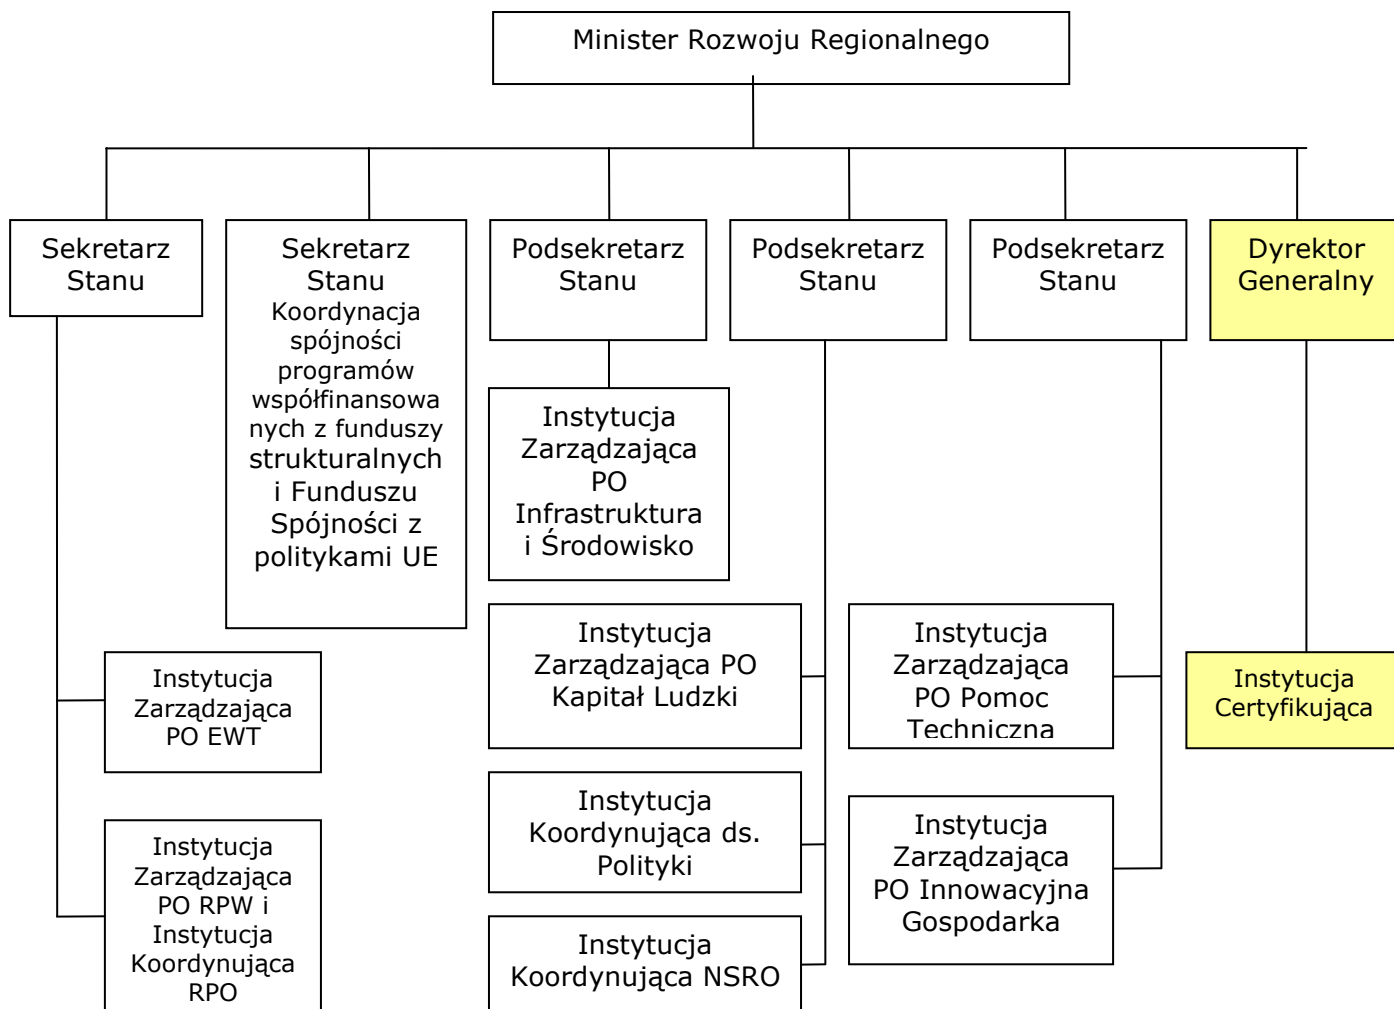 Minister Rozwoju Regionalnego
Sekretarz
Stanu
Sekretarz
Stanu
Koordynacja
spójności
programów
współfinansowa
nych z funduszy
strukturalnych
i Funduszu
Spójności z
politykami UE
Podsekretarz
Stanu
Podsekretarz
Stanu
Podsekretarz
Stanu
Dyrektor
Generalny
Instytucja
Zarządzająca
PO
Infrastruktura
i Środowisko
Instytucja
Zarządzająca PO
Kapitał Ludzki
Instytucja
Zarządzająca
PO Pomoc
Techniczna
Instytucja
Certyfikująca
Instytucja
Zarządzająca
PO EWT
Instytucja
Koordynująca ds.
Polityki
Instytucja
Zarządzająca
PO Innowacyjna
Gospodarka
Instytucja
Zarządzająca
PO RPW i
Instytucja
Koordynująca
RPO
Instytucja
Koordynująca NSRO